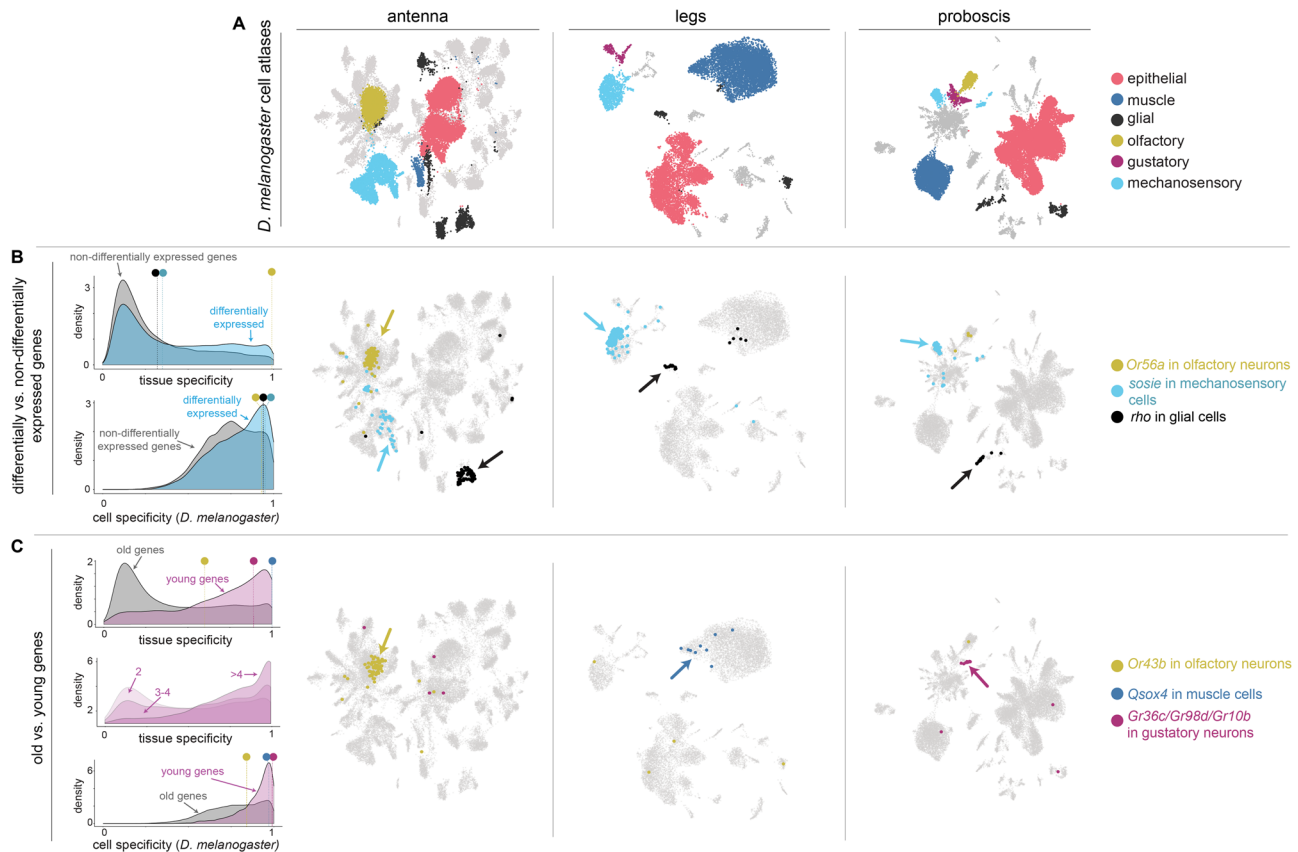 antenna
legs
proboscis
A
D. melanogaster cell atlases
epithelial
muscle
glial
olfactory
gustatory
mechanosensory
B
differentially vs. non-differentially
expressed genes
non-differentially expressed genes
3
differentially
expressed
density
0
0
1
tissue specificity
differentially
expressed
3
non-differentially
expressed genes
density
0
0
1
cell specificity (D. melanogaster)
Or56a in olfactory neurons
sosie in mechanosensory
cells
rho in glial cells
C
old vs. young genes
old genes
2
young genes
density
0
0
1
tissue specificity
6
2
>4
3-4
density
2
0
1
tissue specificity
6
young genes
density
old genes
0
0
1
cell specificity (D. melanogaster)
Or43b in olfactory neurons
Qsox4 in muscle cells
Gr36c/Gr98d/Gr10b
in gustatory neurons